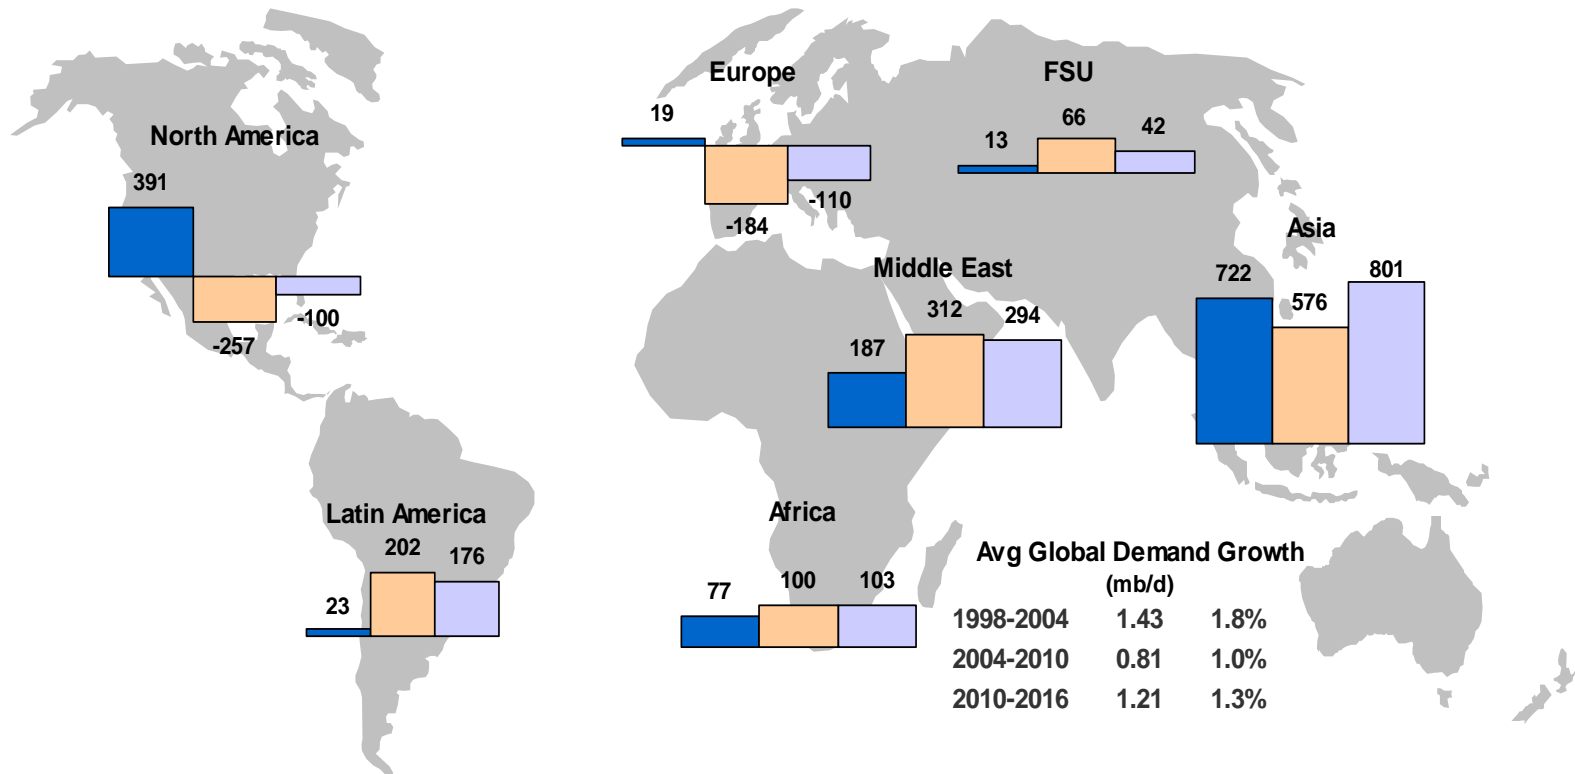 Europe
FSU
19
66
13
42
North America
-110
-184
391
Asia
Middle East
722
801
312
576
294
187
-100
-257
Latin America
202
176
23
Africa
77
100
103
Avg Global Demand Growth
(mb/d)
1998-2004 1.43 1.8%
2004-2010 0.81 1.0%
2010-2016 1.21 1.3%